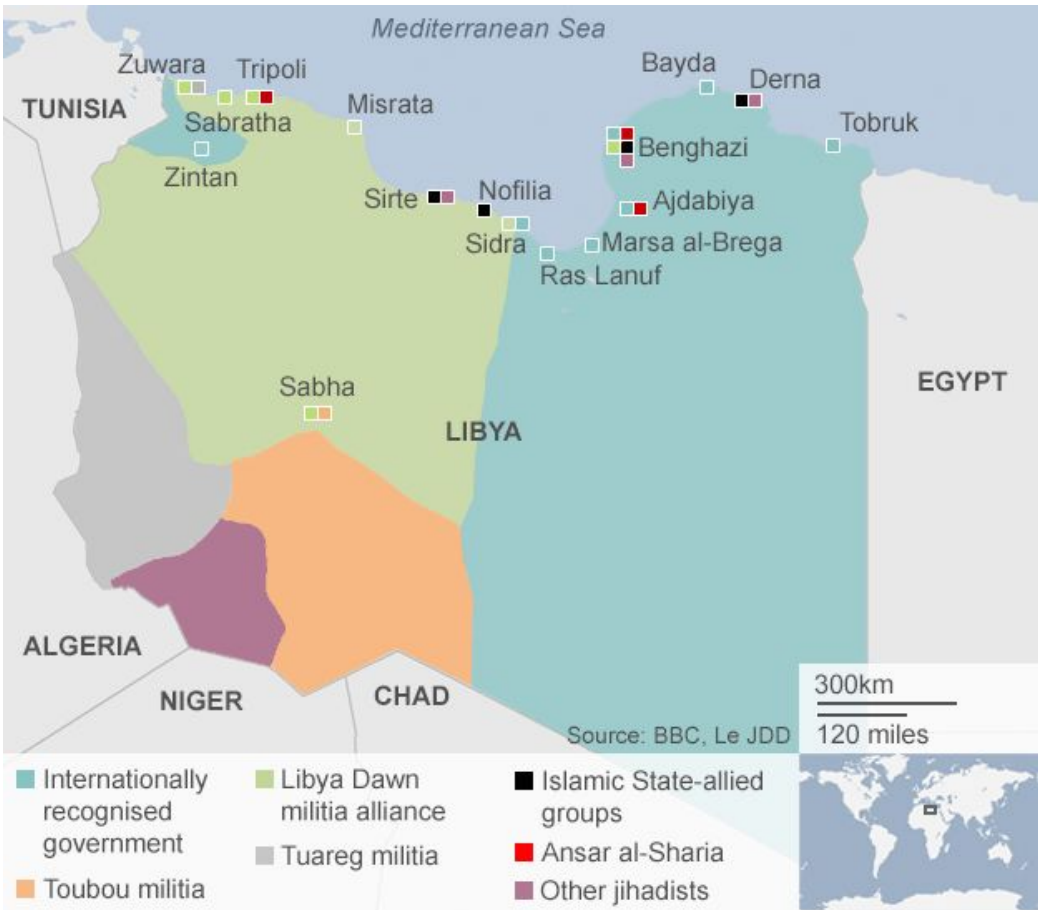 Mediterranean Sea
Zuwara
Tripoli
Bayda
Derna
TUNISIA
Misrata
Sabratha
Tobruk
Benghazi
Zintan
Sirte
Nofilia
Ajdabiya
Sidra
Marsa al-Brega
Ras Lanuf
Sabha
EGYPT
LIBYA
ALGERIA
NIGER
CHAD
300km
Source: BBC, Le JDD
120 miles
Internationally
recognised
government
Toubou militia
Libya Dawn
militia alliance
Tuareg militia
Islamic State-allied
groups
Ansar al-Sharia
Other jihadists